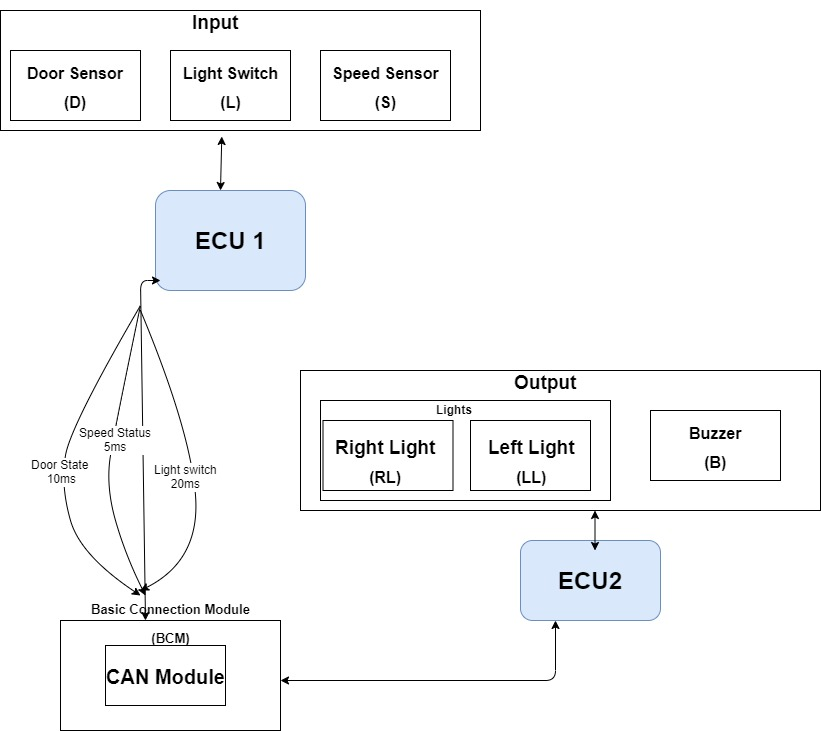 Input
Door Sensor
(D)
Light Switch
(L)
Speed Sensor
(S)
ECU 1
Speed Status
5ms
Door State
10ms
Light switch
20ms
Output
Lights
Right Light
(RL)
Left Light
(LL)
Buzzer
(B)
ECU2
Basic Connection Module
(BCM)
CAN Module